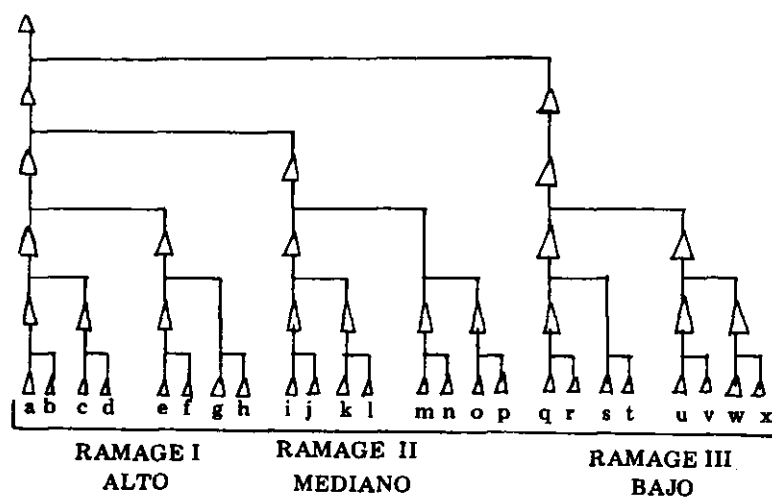 a b c d e f g h i j k l m n o p q r s t u v w x
RAMAGE I RAMAGE II RAMAGE III
ALTO MEDIANO BAJO